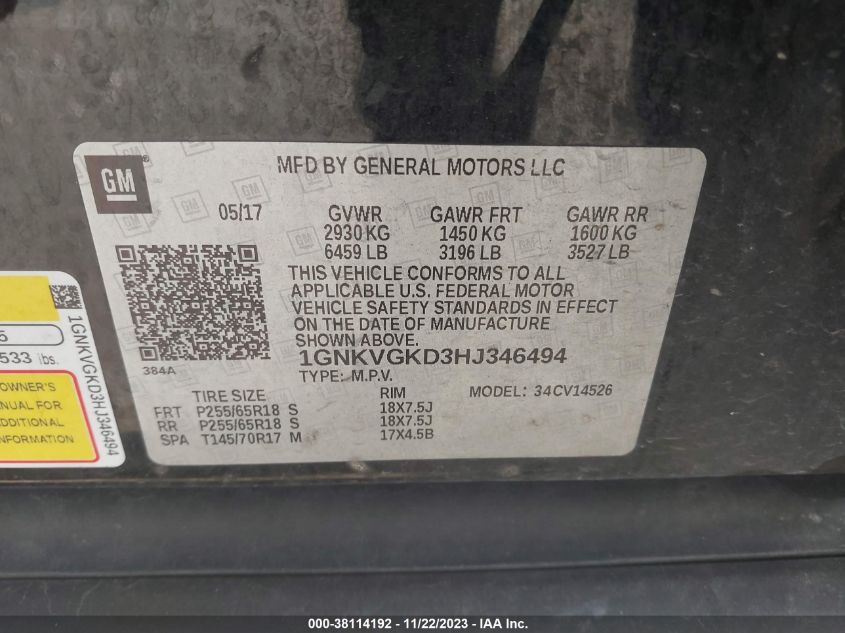 GM
MFD BY GENERAL MOTORS LLC
05/17 GVWR GAWR FRT GAWR RR
2930 KG 1450 KG 1600 KG
6459 LB 3196 LB 3527 LB
THIS VEHICLE CONFORMS TO ALL
APPLICABLE U.S. FEDERAL MOTOR
VEHICLE SAFETY STANDARDS IN EFFECT
ON THE DATE OF MANUFACTURE
SHOWN ABOVE.
384A
1GNKVGKD3HJ346494
TYPE: M.P.V.
MODEL: 34CV14526
TIRE SIZE RIM
FRT P255/65R18 S 18X7.5J
RR P255/65R18 S 18X7.5J
SPA T145/70R17 M 17X4.5B
5
533 lbs.
OWNER'S
ANUAL FOR
ADDITIONAL
INFORMATION
1GNKVGKD3HJ346494
000-38114192 - 11/22/2023 - IAA Inc.